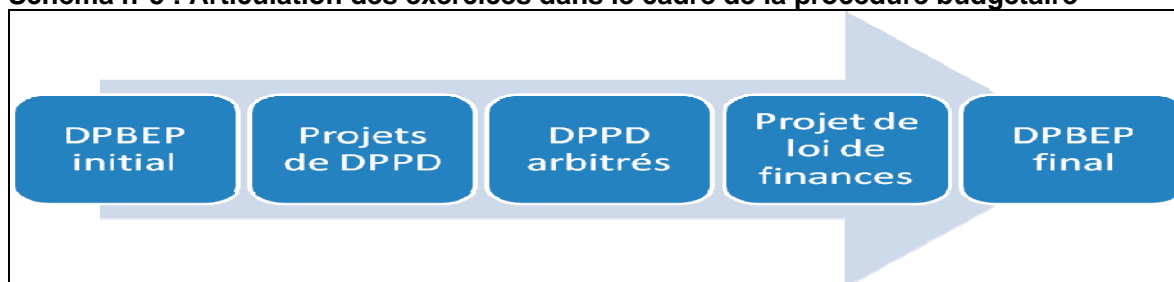 Schéma n°3 : Articulation des exercices dans le cadre de la procédure budgétaire
DPBEP
initial
Projets
de DPPD
DPPD
arbitrés
Projet de
loi de
finances
DPBEP
final